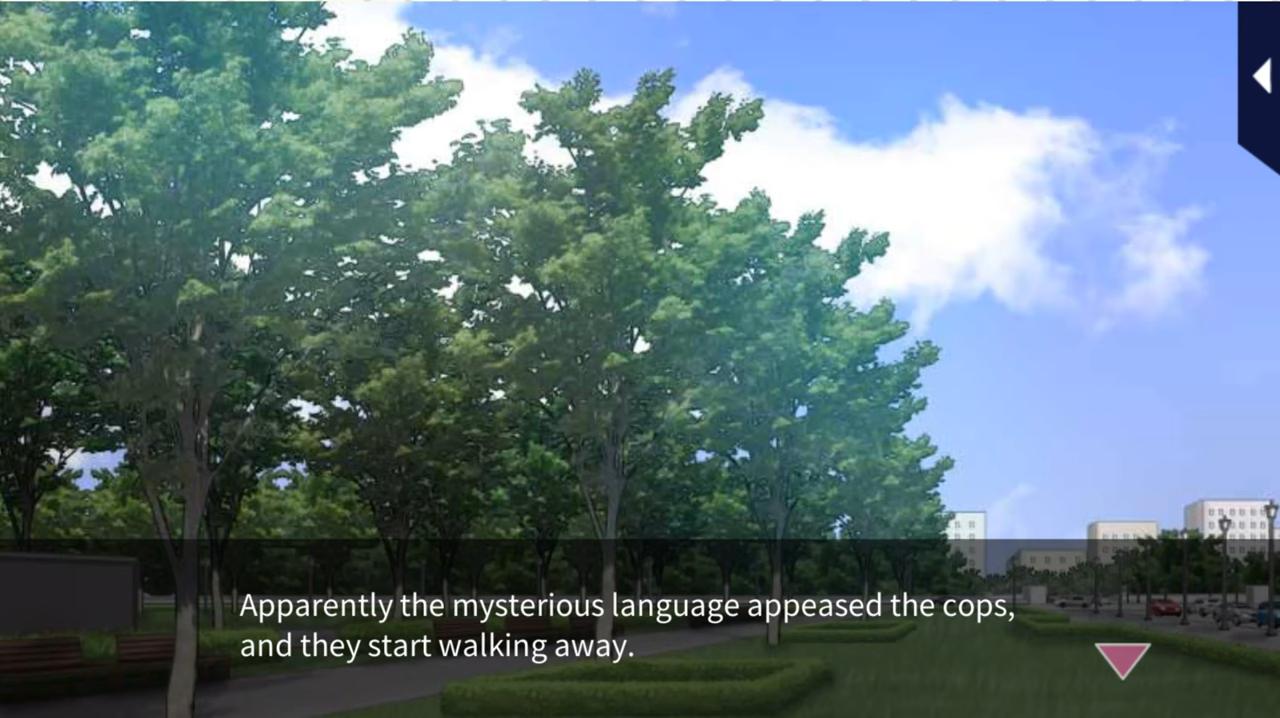 Apparently the mysterious language appeased the cops,
and they start walking away.